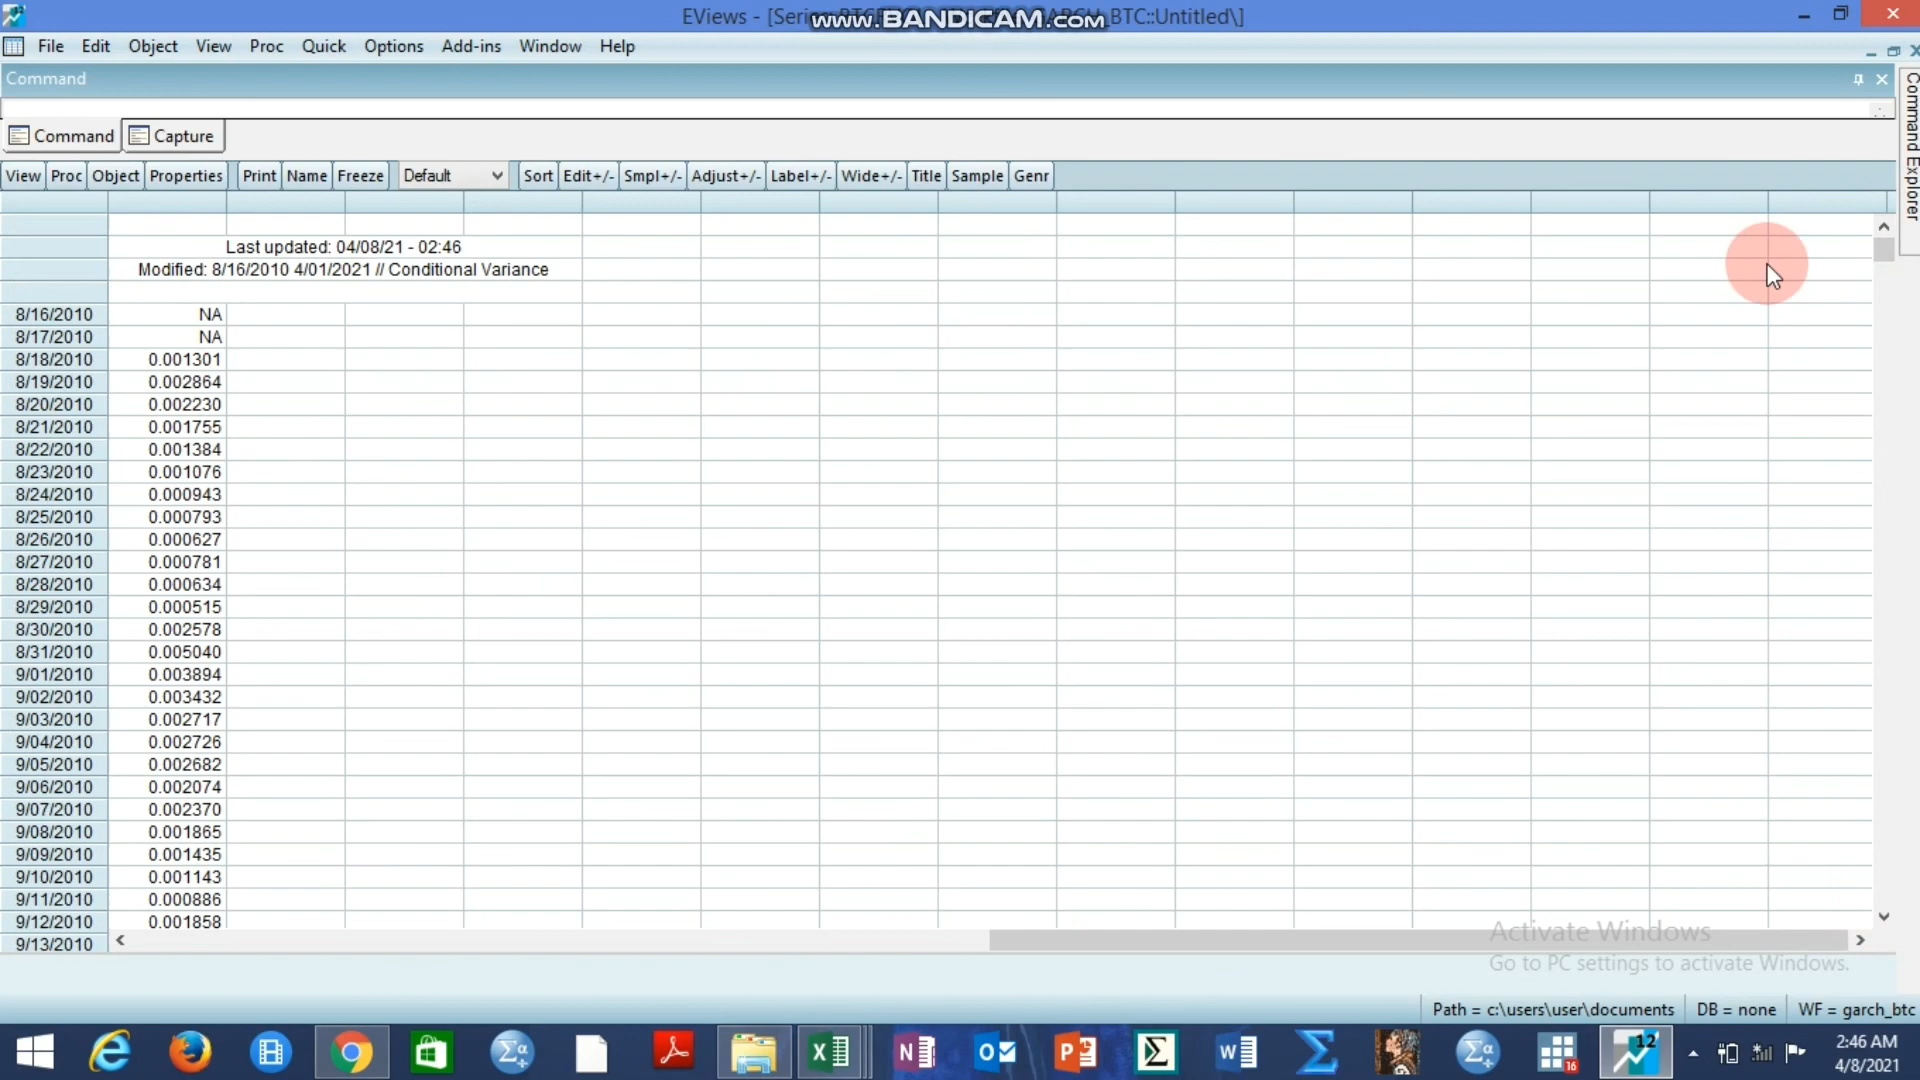 EViews - [Series: BTC ARCH_BTC::Untitled\]
www.BANDICAM.com
File Edit Object View Proc Quick Options Add-ins Window Help
Command
Command Capture
Command Explorer
View Proc Object Properties Print Name Freeze Default Sort Edit+/- Smpl+/- Adjust+/- Label+/- Wide+/- Title Sample Genr
Last updated: 04/08/21 - 02:46
Modified: 8/16/2010 4/01/2021 // Conditional Variance
8/16/2010 NA
8/17/2010 NA
8/18/2010 0.001301
8/19/2010 0.002864
8/20/2010 0.002230
8/21/2010 0.001755
8/22/2010 0.001384
8/23/2010 0.001076
8/24/2010 0.000943
8/25/2010 0.000793
8/26/2010 0.000627
8/27/2010 0.000781
8/28/2010 0.000634
8/29/2010 0.000515
8/30/2010 0.002578
8/31/2010 0.005040
9/01/2010 0.003894
9/02/2010 0.003432
9/03/2010 0.002717
9/04/2010 0.002726
9/05/2010 0.002682
9/06/2010 0.002074
9/07/2010 0.002370
9/08/2010 0.001865
9/09/2010 0.001435
9/10/2010 0.001143
9/11/2010 0.000886
9/12/2010 0.001858
9/13/2010
Activate Windows
Go to PC settings to activate Windows.
Path = c:\users\user\documents DB = none WF = garch_btc
2:46 AM
4/8/2021